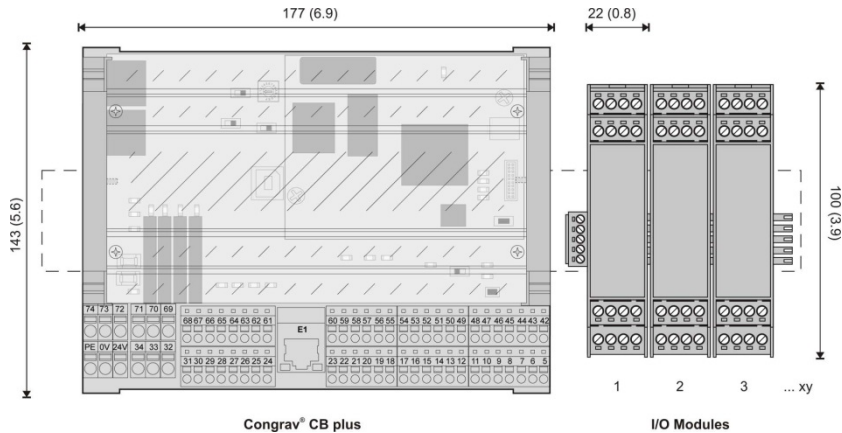 177 (6.9)
22 (0.8)
143 (5.6)
100 (3.9)
74 73 72 71 70 69 68 67 66 65 64 63 62 61 E1 60 59 58 57 56 55 54 53 52 51 50 49 48 47 46 45 44 43 42
PE 0V 24V 34 33 32 31 30 29 28 27 26 25 24 23 22 21 20 19 18 17 16 15 14 13 12 11 10 9 8 7 6 5
1 2 3 ... xy
Congrav® CB plus
I/O Modules